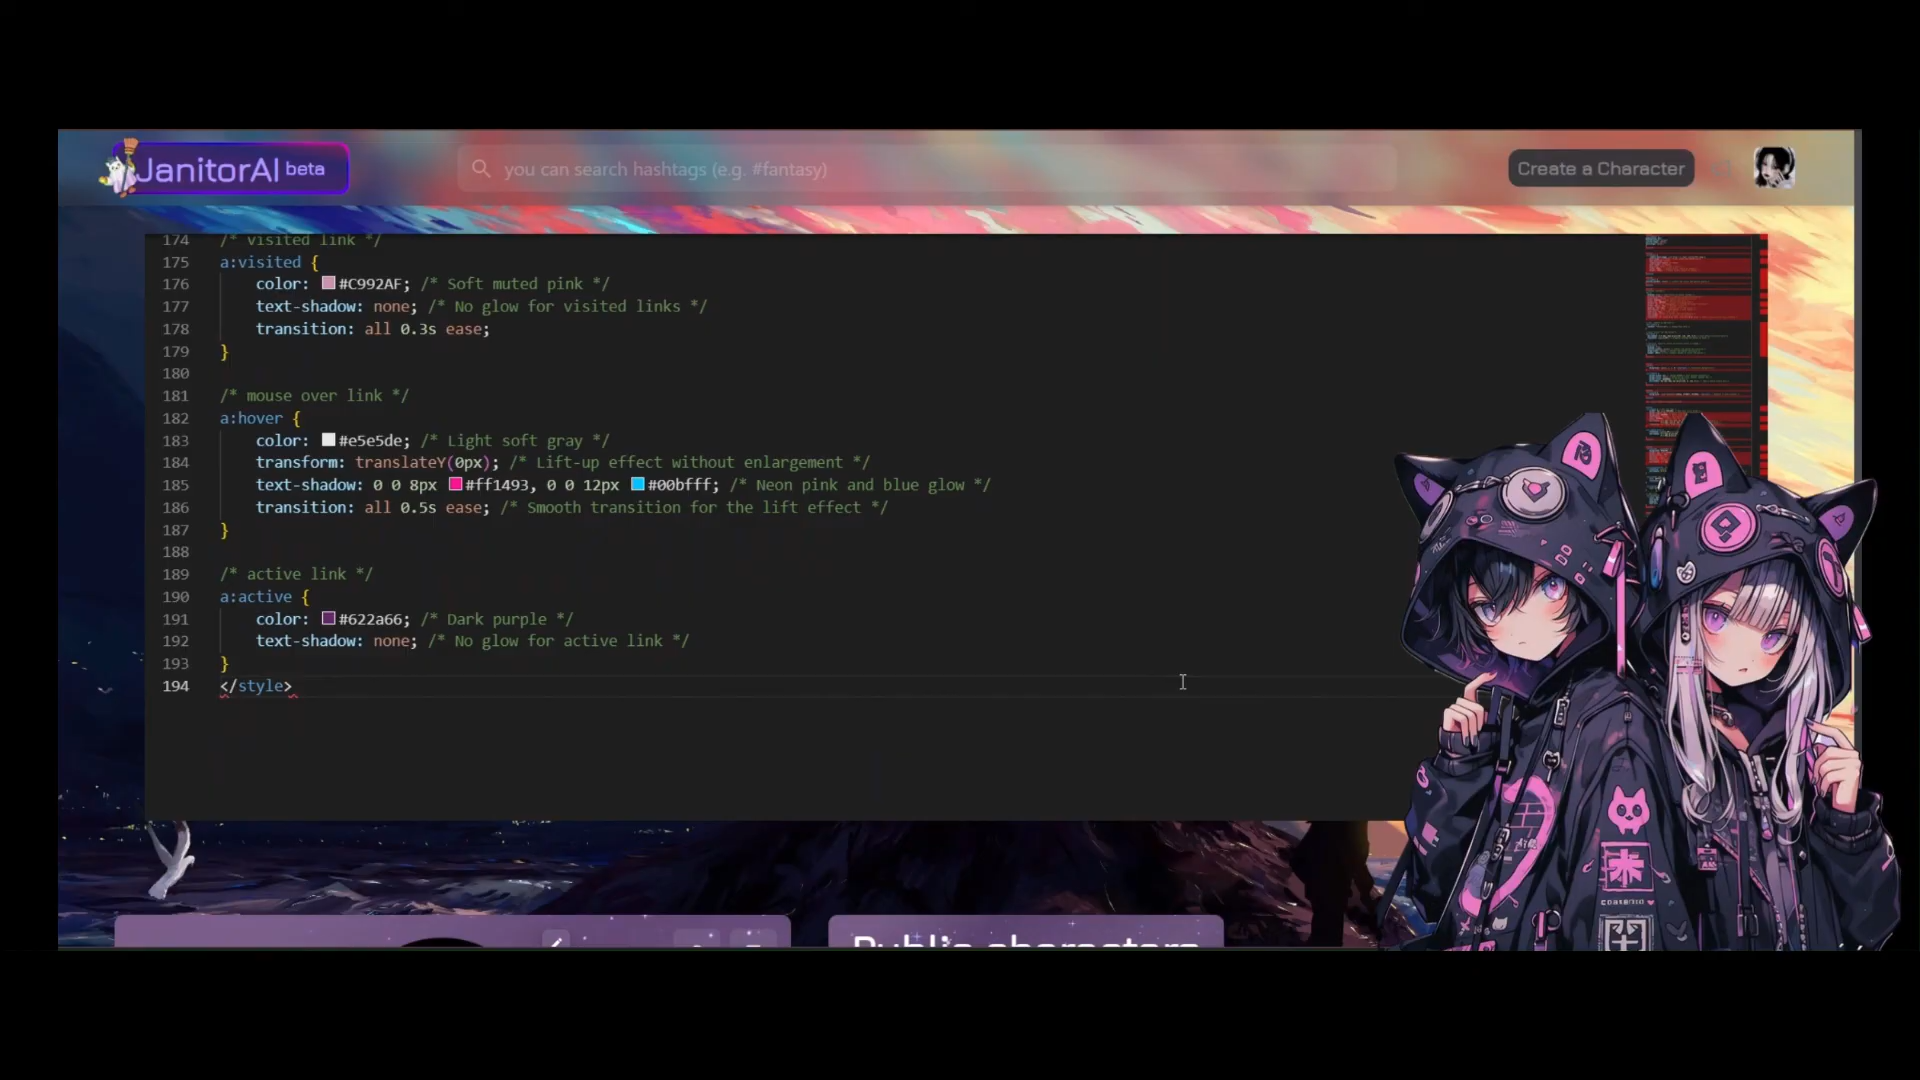 JanitorAI beta
you can search hashtags (e.g. #fantasy)
Create a Character
174 /* visited link */
175 a:visited {
176 color: #C992AF; /* Soft muted pink */
177 text-shadow: none; /* No glow for visited links */
178 transition: all 0.3s ease;
179 }
180
181 /* mouse over link */
182 a:hover {
183 color: #e5e5de; /* Light soft gray */
184 transform: translateY(0px); /* Lift-up effect without enlargement */
185 text-shadow: 0 0 8px #ff1493, 0 0 12px #00bfff; /* Neon pink and blue glow */
186 transition: all 0.5s ease; /* Smooth transition for the lift effect */
187 }
188
189 /* active link */
190 a:active {
191 color: #622a66; /* Dark purple */
192 text-shadow: none; /* No glow for active link */
193 }
194 </style>
Public characters